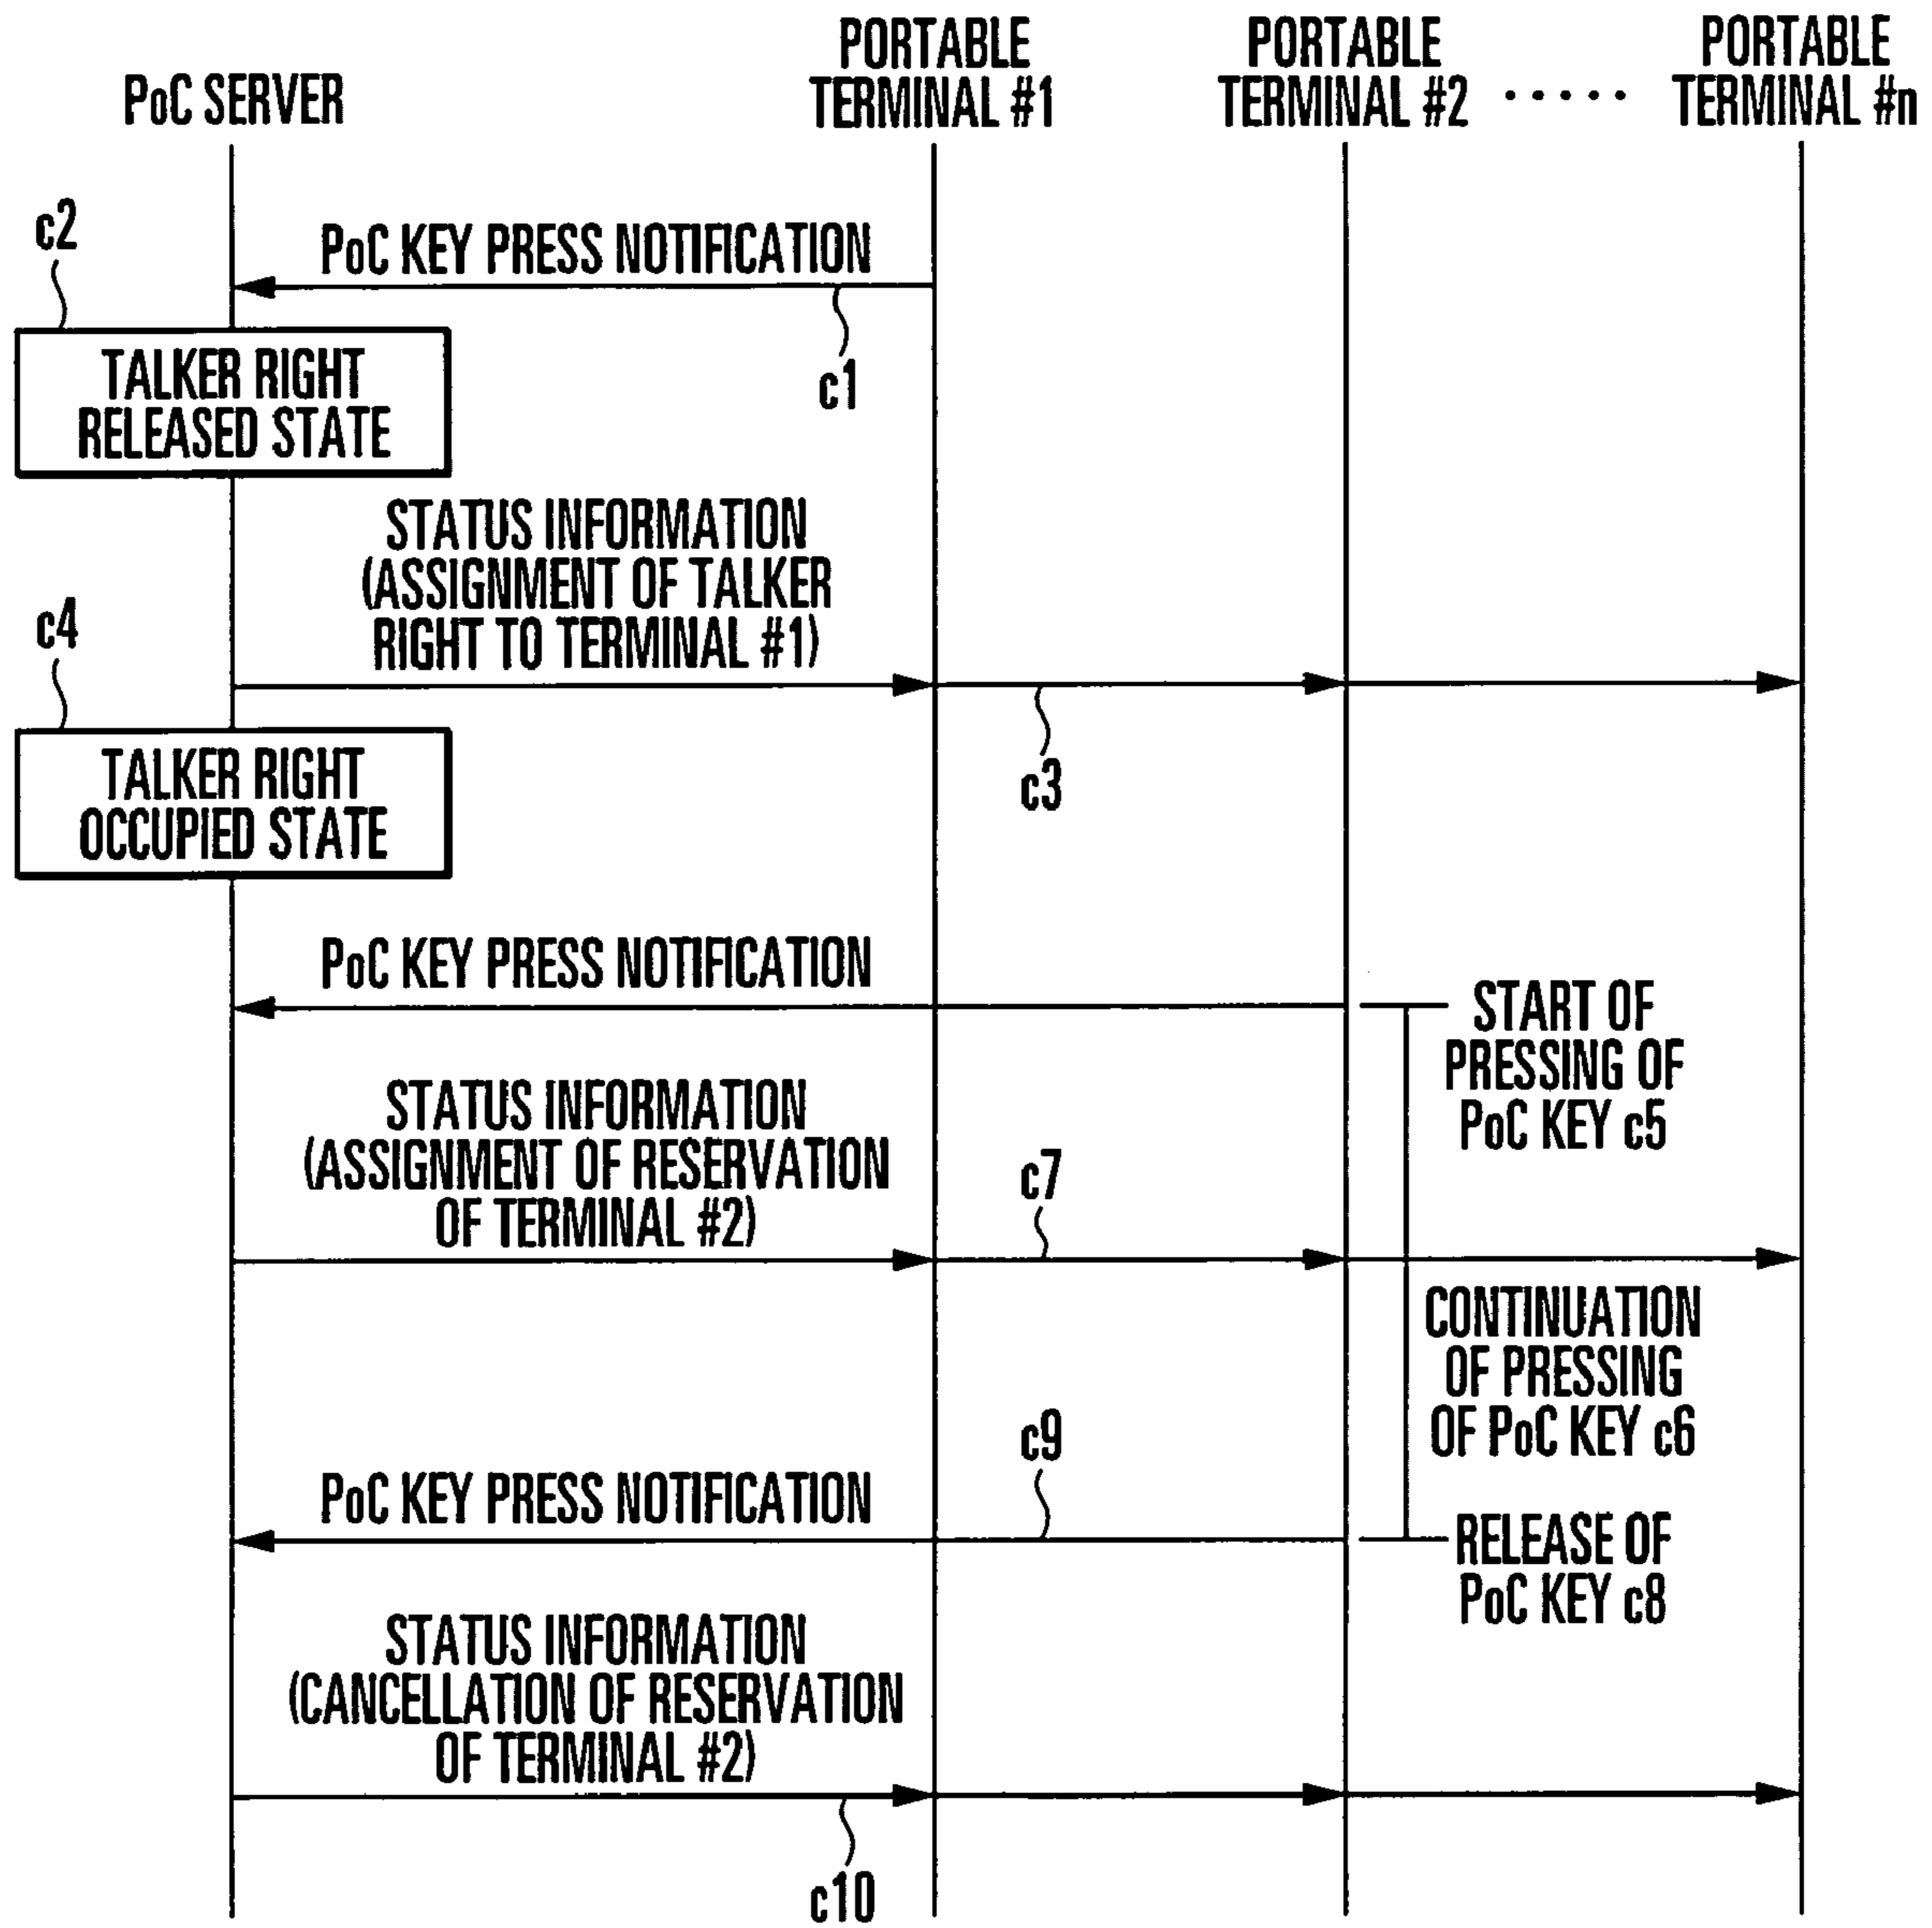 PoC SERVER
PORTABLE
TERMINAL #1
PORTABLE
TERMINAL #2
.....
PORTABLE
TERMINAL #n
c2
PoC KEY PRESS NOTIFICATION
c1
TALKER RIGHT
RELEASED STATE
STATUS INFORMATION
(ASSIGNMENT OF TALKER
RIGHT TO TERMINAL #1)
c4
c3
TALKER RIGHT
OCCUPIED STATE
PoC KEY PRESS NOTIFICATION
START OF
PRESSING OF
PoC KEY c5
STATUS INFORMATION
(ASSIGNMENT OF RESERVATION
OF TERMINAL #2)
c7
CONTINUATION
OF PRESSING
OF PoC KEY c6
c9
PoC KEY PRESS NOTIFICATION
RELEASE OF
PoC KEY c8
STATUS INFORMATION
(CANCELLATION OF RESERVATION
OF TERMINAL #2)
c10